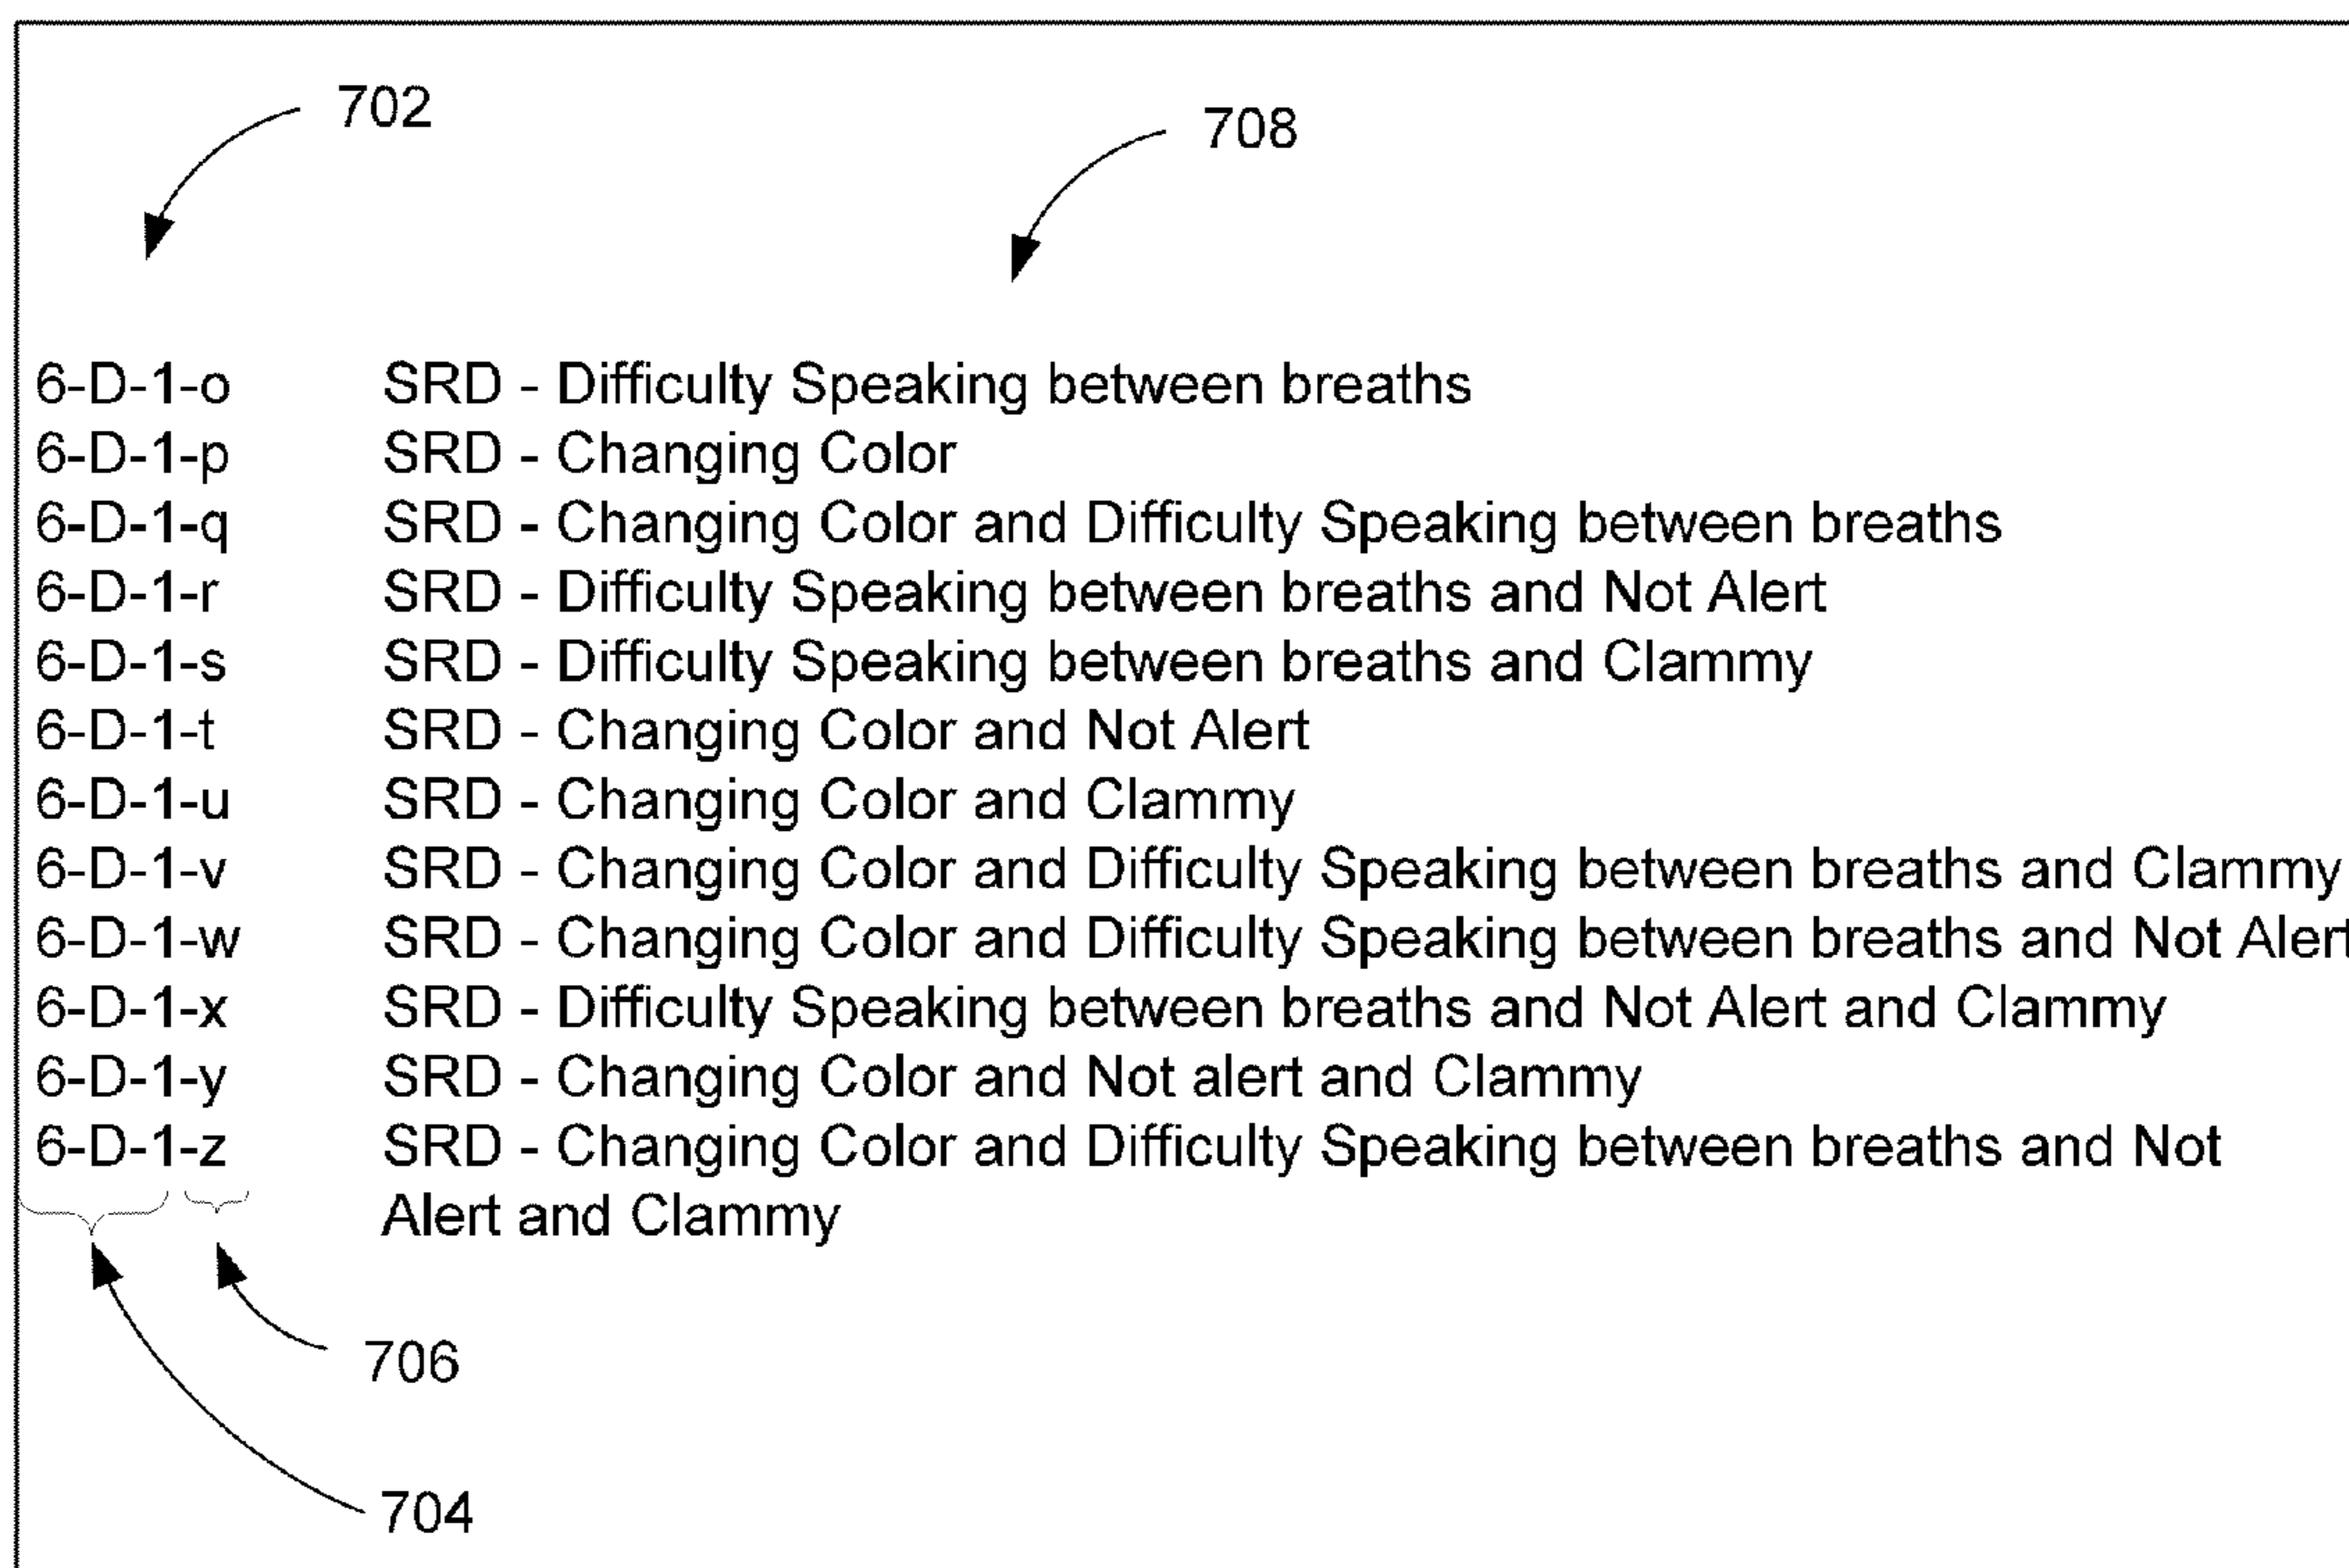 702
708
6-D-1-o SRD - Difficulty Speaking between breaths
6-D-1-p SRD - Changing Color
6-D-1-q SRD - Changing Color and Difficulty Speaking between breaths
6-D-1-r SRD - Difficulty Speaking between breaths and Not Alert
6-D-1-s SRD - Difficulty Speaking between breaths and Clammy
6-D-1-t SRD - Changing Color and Not Alert
6-D-1-u SRD - Changing Color and Clammy
6-D-1-v SRD - Changing Color and Difficulty Speaking between breaths and Clammy
6-D-1-w SRD - Changing Color and Difficulty Speaking between breaths and Not Alert
6-D-1-x SRD - Difficulty Speaking between breaths and Not Alert and Clammy
6-D-1-y SRD - Changing Color and Not alert and Clammy
6-D-1-z SRD - Changing Color and Difficulty Speaking between breaths and Not
Alert and Clammy
706
704